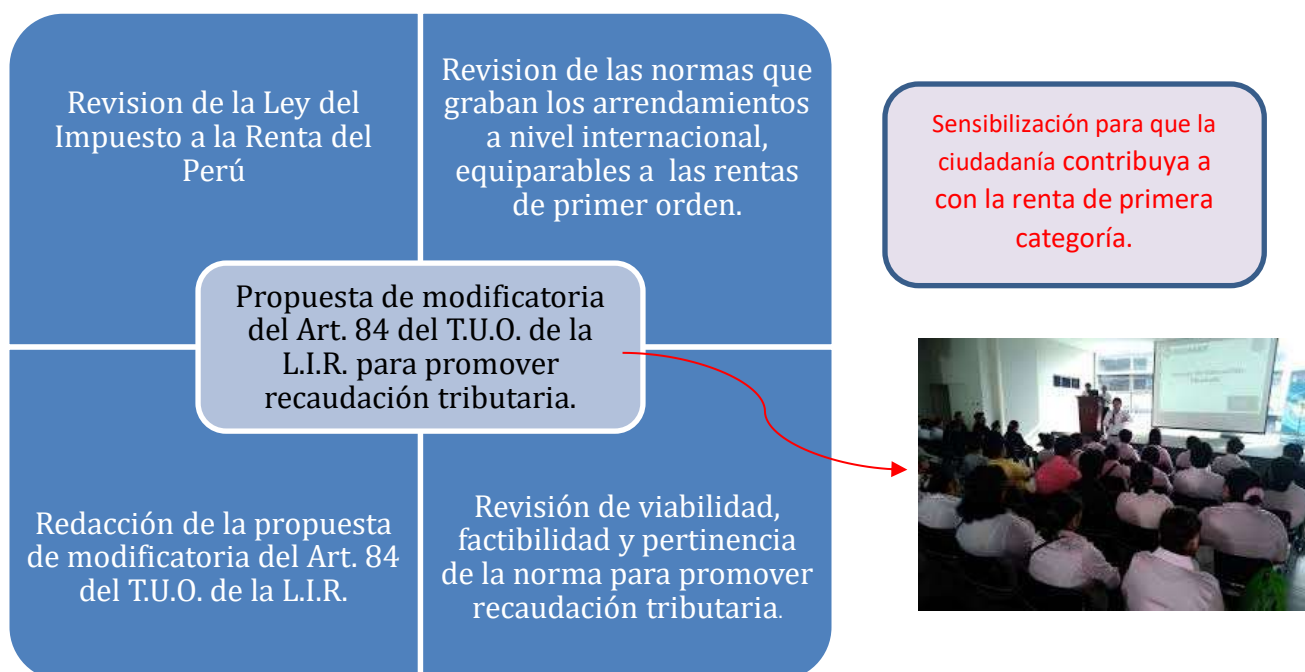 Revision de la Ley del
Impuesto a la Renta del
Perú
Revision de las normas que
graban los arrendamientos
a nivel internacional,
equiparables a las rentas
de primer orden.
Propuesta de modificatoria
del Art. 84 del T.U.O. de la
L.I.R. para promover
recaudación tributaria.
Redacción de la propuesta
de modificatoria del Art. 84
del T.U.O. de la L.I.R.
Revisión de viabilidad,
factibilidad y pertinencia
de la norma para promover
recaudación tributaria.
Sensibilización para que la
ciudadanía contribuya a
con la renta de primera
categoría.